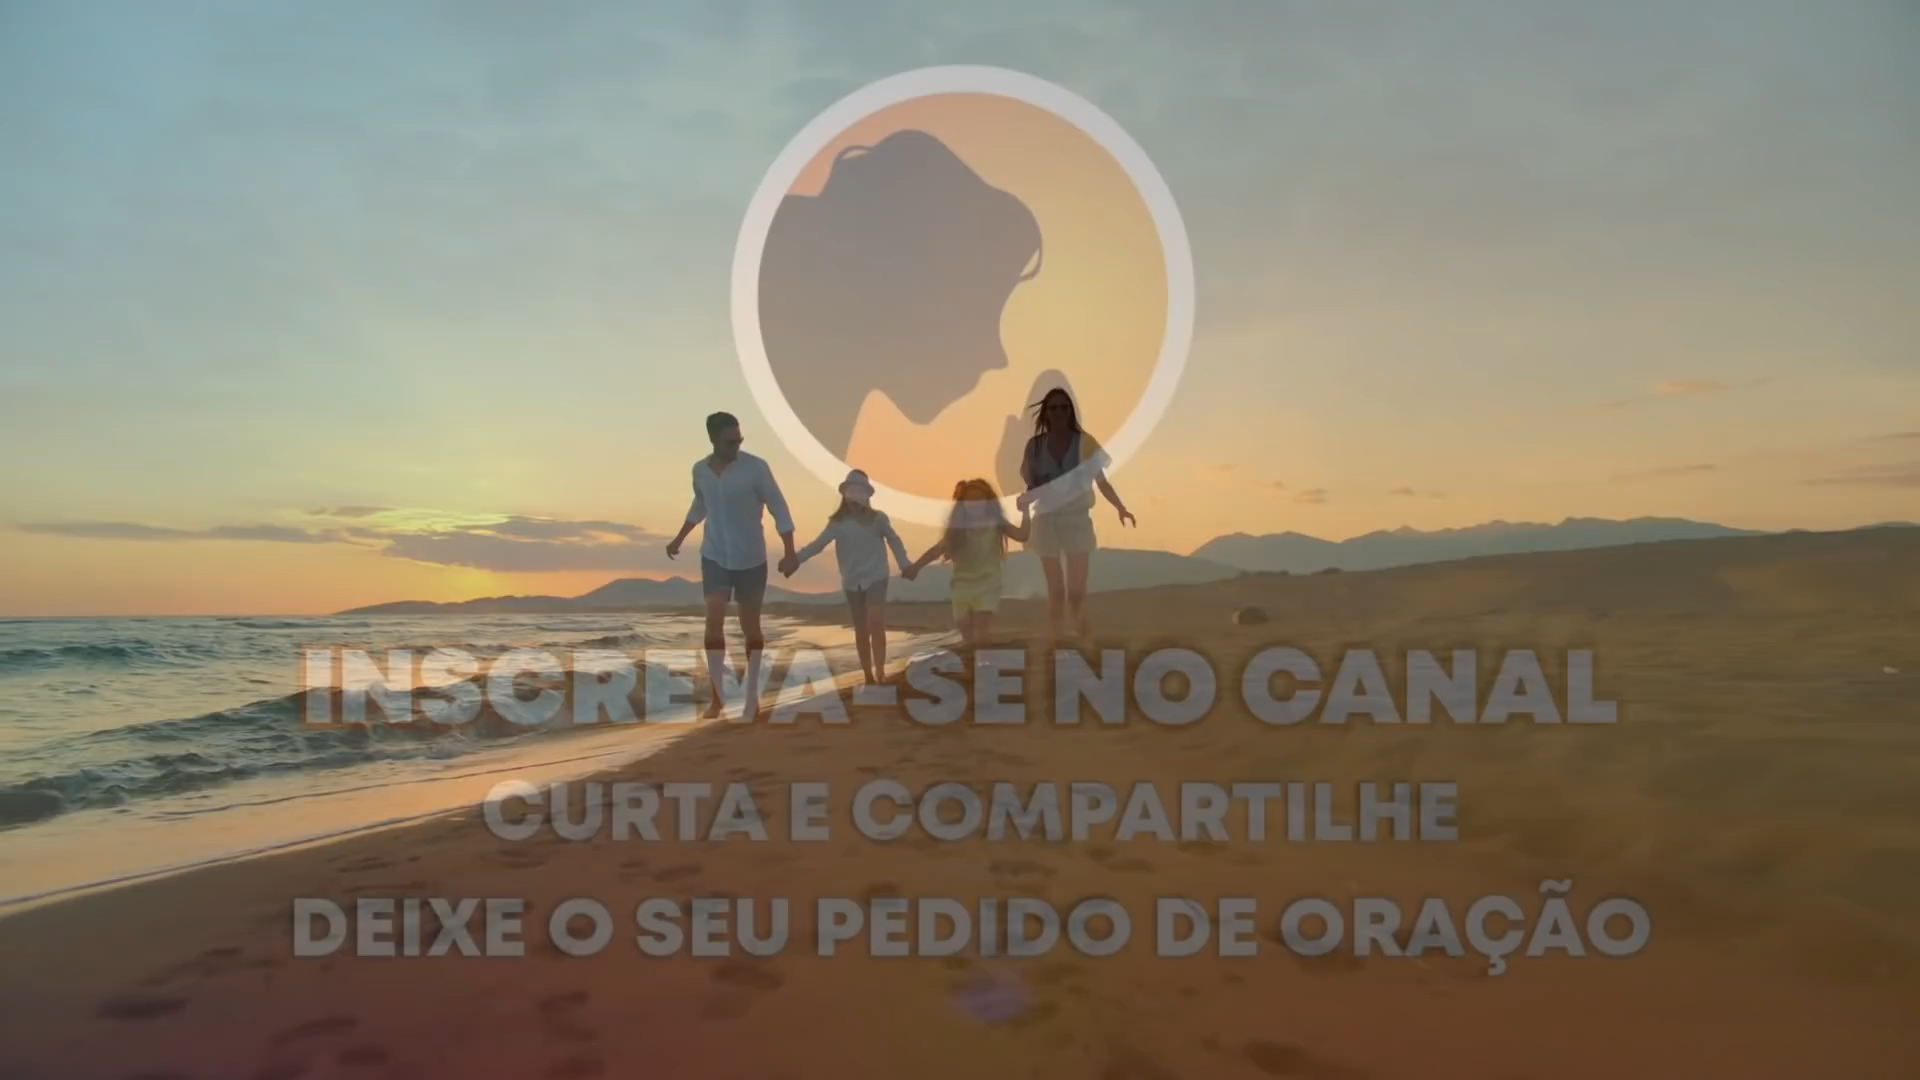 INSCREVA-SE NO CANAL
CURTA E COMPARTILHE
DEIXE O SEU PEDIDO DE ORAÇÃO